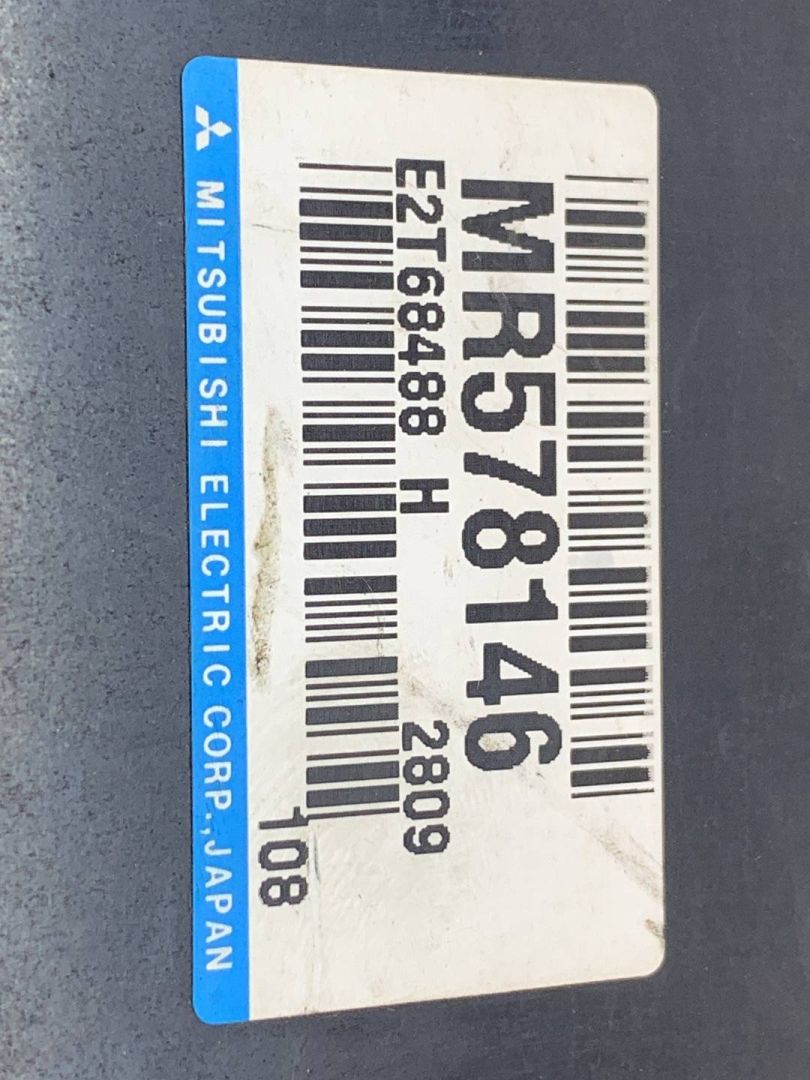 MR578146
E2T68488 H 2809
108
MITSUBISHI ELECTRIC CORP.,JAPAN